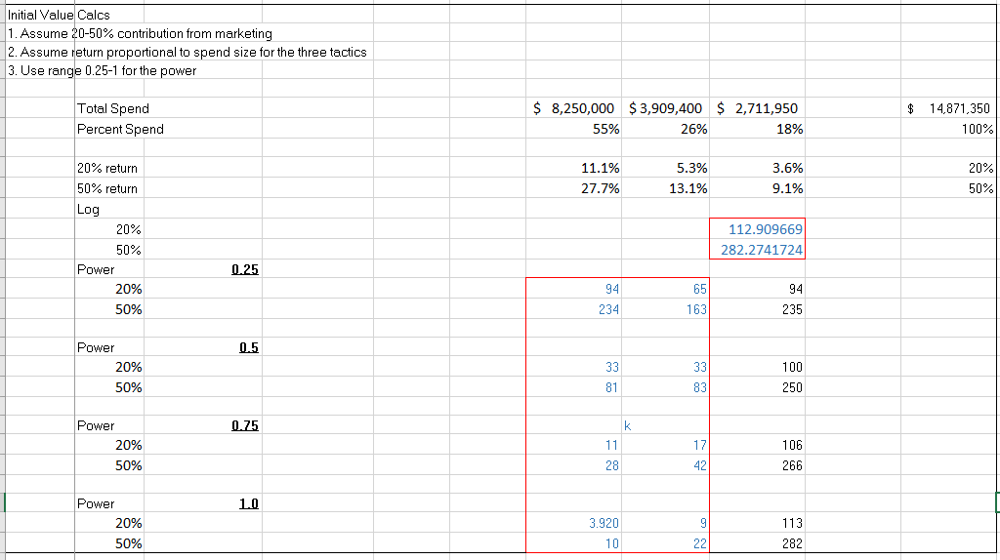 Initial Value Calcs
1. Assume 20-50% contribution from marketing
2. Assume return proportional to spend size for the three tactics
3. Use range 0.25-1 for the power
Total Spend $ 8,250,000 $ 3,909,400 $ 2,711,950 $ 14,871,350
Percent Spend 55% 26% 18% 100%
20% return 11.1% 5.3% 3.6% 20%
50% return 27.7% 13.1% 9.1% 50%
Log
20% 112.909669
50% 282.2741724
Power 0.25
20% 94 65 94
50% 234 163 235
Power 0.5
20% 33 33 100
50% 81 83 250
Power 0.75 k
20% 11 17 106
50% 28 42 266
Power 1.0
20% 3.920 9 113
50% 10 22 282